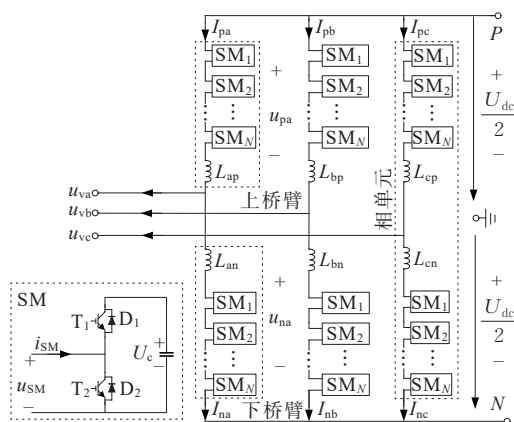 I_pa I_pb I_pc P
SM_1 SM_1 SM_1
SM_2 SM_2 SM_2
+ u_pa −
+ U_dc/2 −
SM_N SM_N SM_N
L_ap L_bp L_cp
u_va
u_vb
u_vc
上桥臂
相单元
L_an L_bn L_cn
SM
T_1 D_1
i_SM
U_c + −
+ u_SM −
T_2 D_2
SM_1 SM_1 SM_1
+ u_na −
SM_2 SM_2 SM_2
+ U_dc/2 −
SM_N SM_N SM_N
下桥臂
I_na I_nb I_nc N